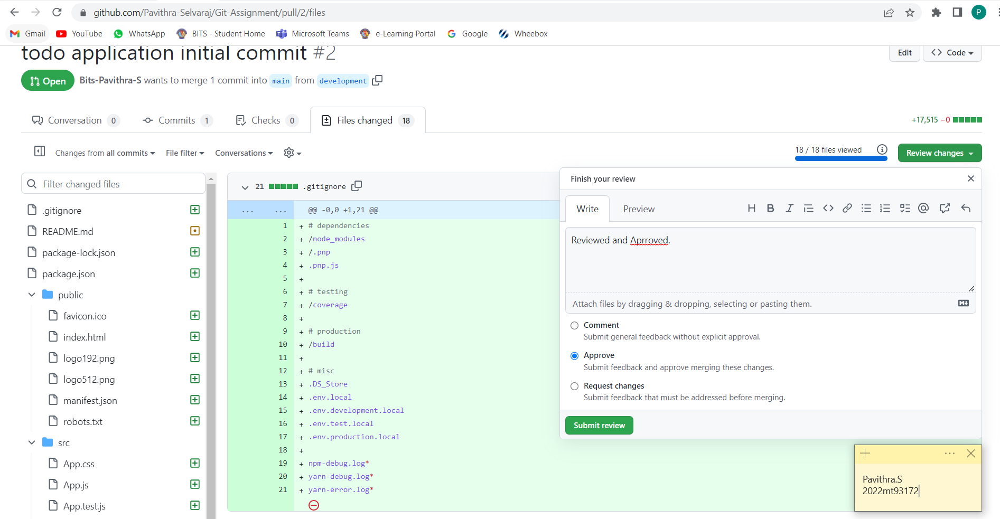 github.com/Pavithra-Selvaraj/Git-Assignment/pull/2/files
P
Gmail YouTube WhatsApp BITS - Student Home Microsoft Teams e-Learning Portal Google Wheebox
todo application initial commit #2
Edit
<> Code
Open
Bits-Pavithra-S wants to merge 1 commit into main from development
Conversation 0 Commits 1 Checks 0 Files changed 18
+17,515 −0
Changes from all commits File filter Conversations
18 / 18 files viewed
Review changes
Filter changed files
.gitignore
README.md
package-lock.json
package.json
public
favicon.ico
index.html
logo192.png
logo512.png
manifest.json
robots.txt
src
App.css
App.js
App.test.js
21 .gitignore
... ... @@ -0,0 +1,21 @@
1 + # dependencies
2 + /node_modules
3 + /.pnp
4 + .pnp.js
5 +
6 + # testing
7 + /coverage
8 +
9 + # production
10 + /build
11 +
12 + # misc
13 + .DS_Store
14 + .env.local
15 + .env.development.local
16 + .env.test.local
17 + .env.production.local
18 +
19 + npm-debug.log*
20 + yarn-debug.log*
21 + yarn-error.log*
Finish your review
Write Preview
Reviewed and Aprroved.
Attach files by dragging & dropping, selecting or pasting them.
Comment
Submit general feedback without explicit approval.
Approve
Submit feedback and approve merging these changes.
Request changes
Submit feedback that must be addressed before merging.
Submit review
Pavithra.S
2022mt93172